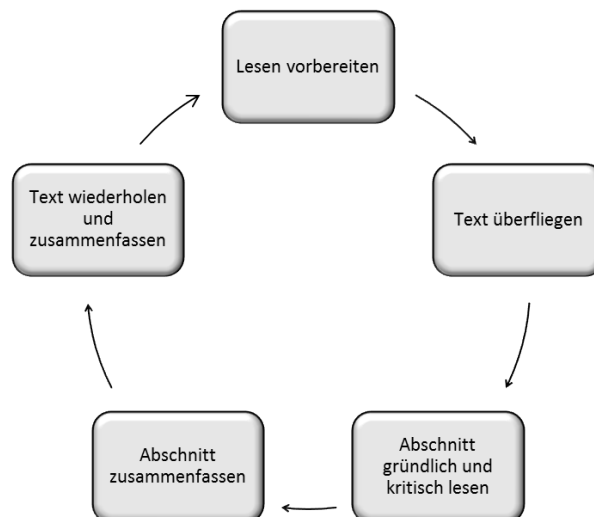 Lesen vorbereiten
Text überfliegen
Abschnitt
gründlich und
kritisch lesen
Abschnitt
zusammenfassen
Text wiederholen
und
zusammenfassen